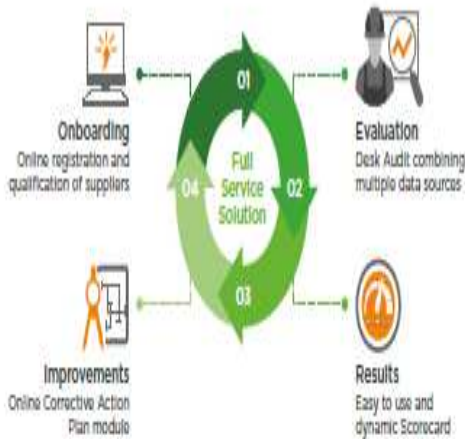 01
Onboarding
Online registration and
qualification of suppliers
Evaluation
Desk Audit combining
multiple data sources
Full
Service
Solution
04
02
03
Improvements
Online Corrective Action
Plan module
Results
Easy to use and
dynamic Scorecard